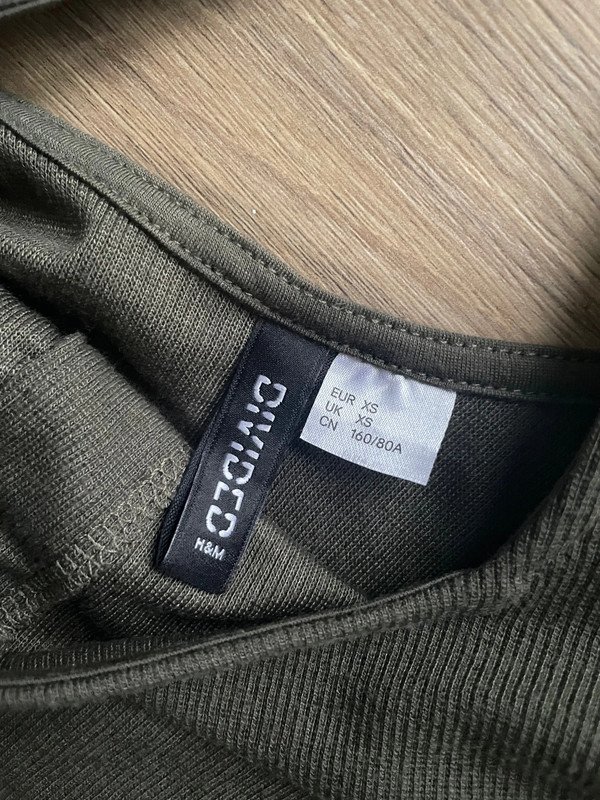 DIVIDED
H&M
EUR XS
UK XS
CN 160/80A